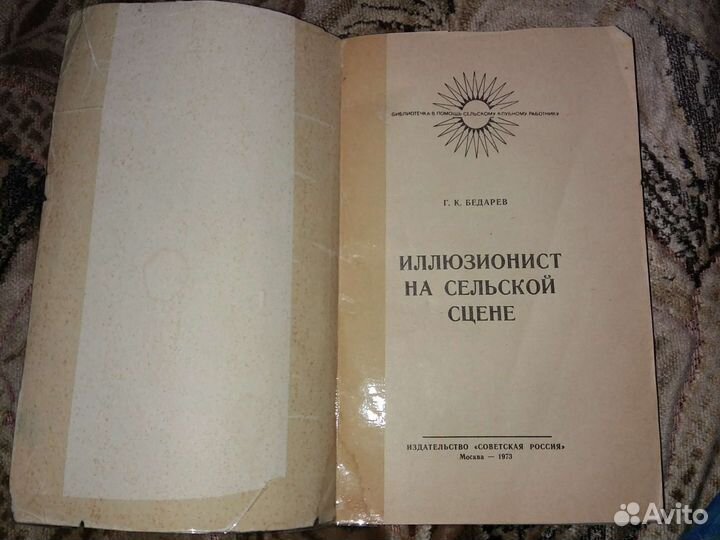 БИБЛИОТЕЧКА В ПОМОЩЬ СЕЛЬСКОМУ КЛУБНОМУ РАБОТНИКУ
Г. К. БЕДАРЕВ
ИЛЛЮЗИОНИСТ
НА СЕЛЬСКОЙ
СЦЕНЕ
ИЗДАТЕЛЬСТВО «СОВЕТСКАЯ РОССИЯ»
Москва — 1973
Avito